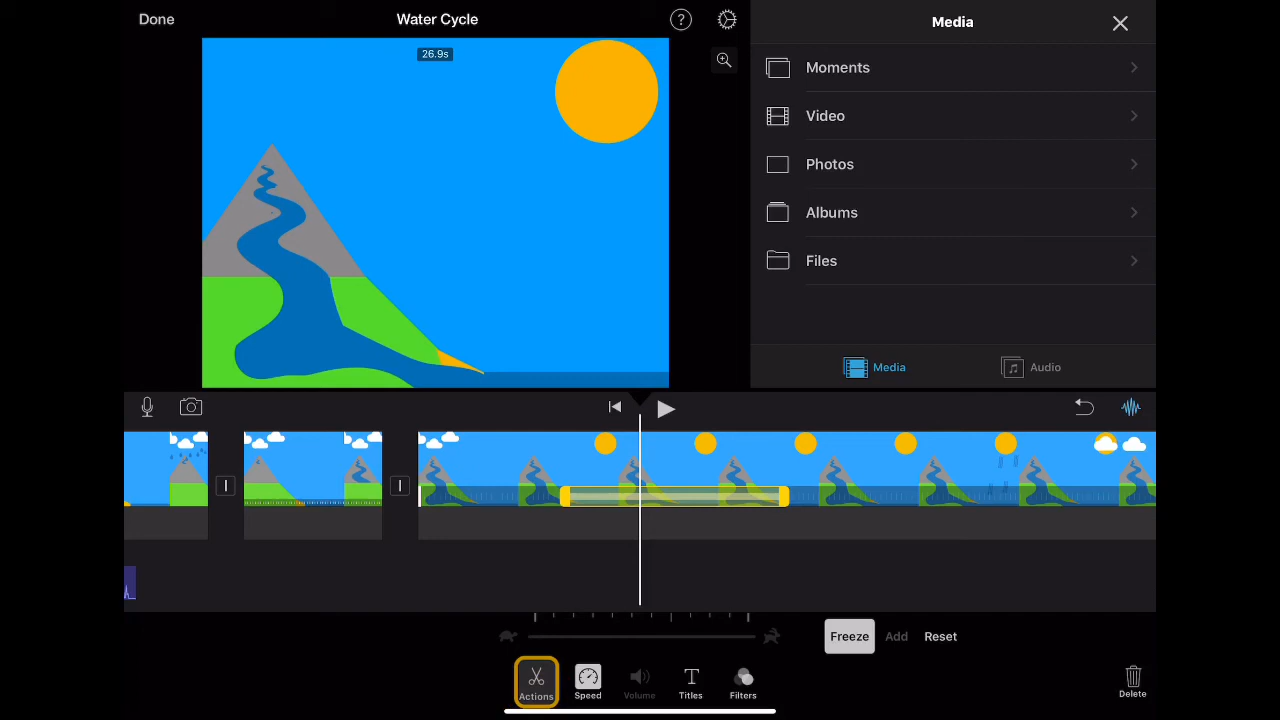 Done
Water Cycle
?
26.9s
Media
Moments
Video
Photos
Albums
Files
Media
Audio
Freeze
Add
Reset
Actions
Speed
Volume
T
Titles
Filters
Delete